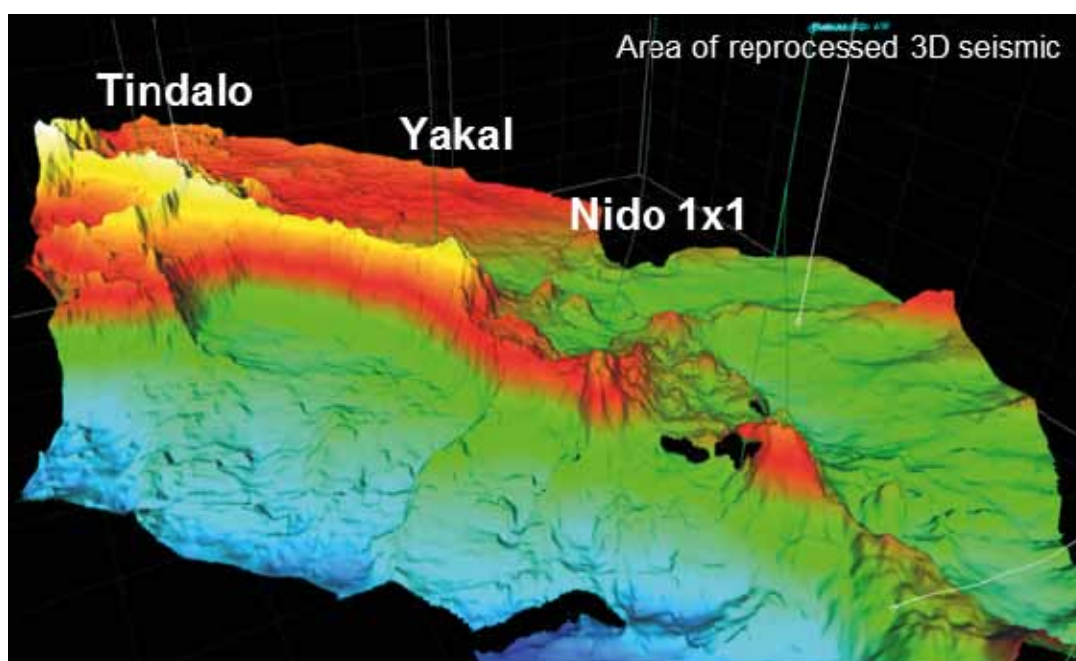 Area of reprocessed 3D seismic
Tindalo
Yakal
Nido 1x1